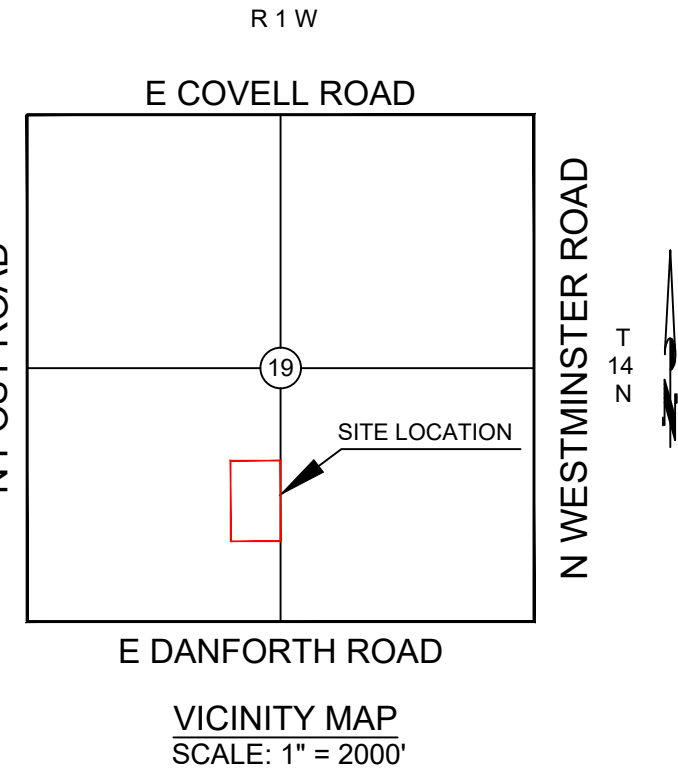 R 1 W
E COVELL ROAD
N WESTMINSTER ROAD
T
14
N
19
SITE LOCATION
N
E DANFORTH ROAD
VICINITY MAP
SCALE: 1" = 2000'